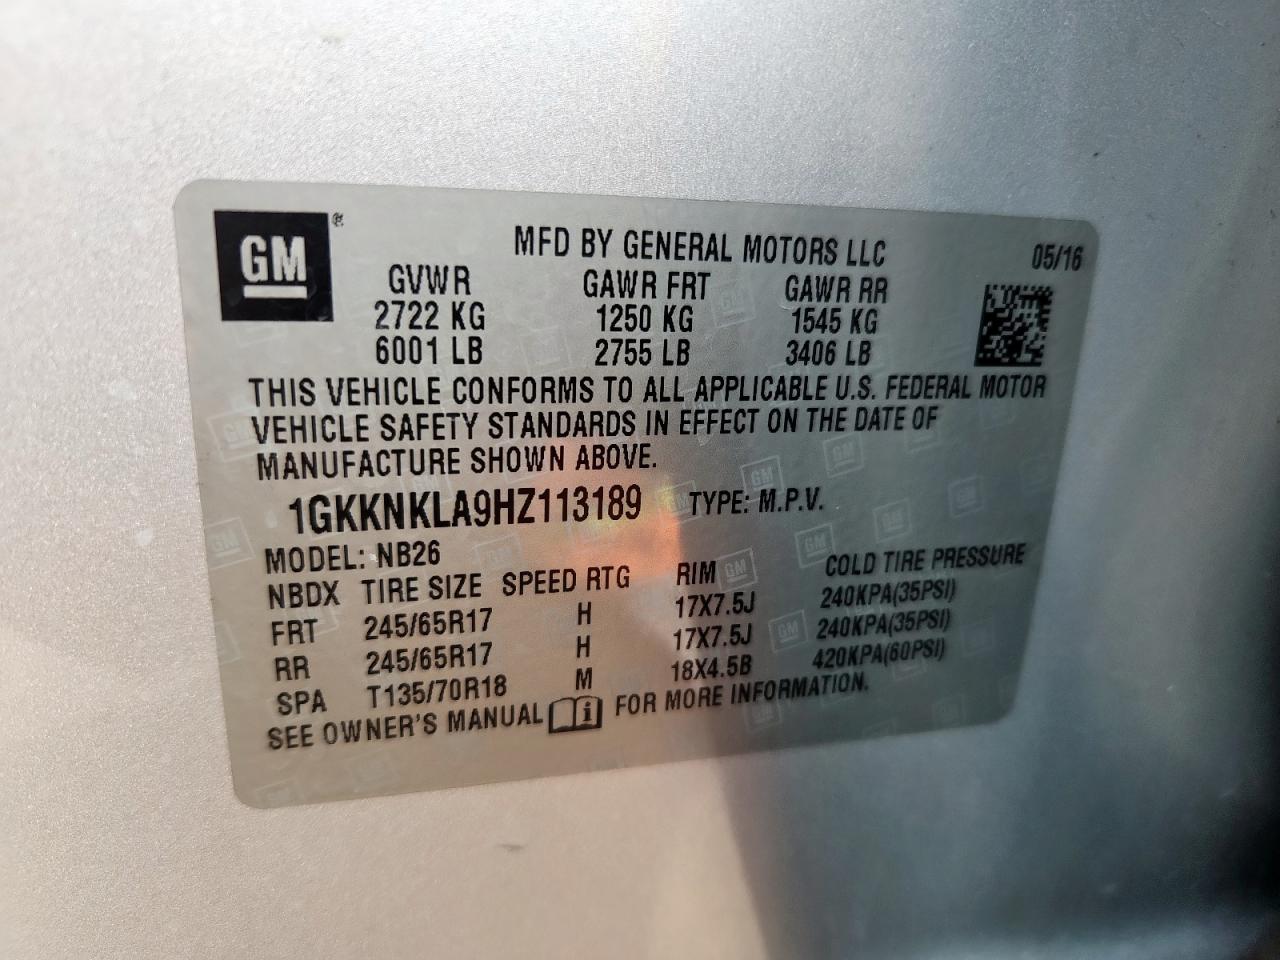 GM®
MFD BY GENERAL MOTORS LLC 05/16
GVWR GAWR FRT GAWR RR
2722 KG 1250 KG 1545 KG
6001 LB 2755 LB 3406 LB
THIS VEHICLE CONFORMS TO ALL APPLICABLE U.S. FEDERAL MOTOR
VEHICLE SAFETY STANDARDS IN EFFECT ON THE DATE OF
MANUFACTURE SHOWN ABOVE.
1GKKNKLA9HZ113189 TYPE: M.P.V.
MODEL: NB26
NBDX TIRE SIZE SPEED RTG RIM COLD TIRE PRESSURE
FRT 245/65R17 H 17X7.5J 240KPA(35PSI)
RR 245/65R17 H 17X7.5J 240KPA(35PSI)
SPA T135/70R18 M 18X4.5B 420KPA(60PSI)
SEE OWNER'S MANUAL i FOR MORE INFORMATION.